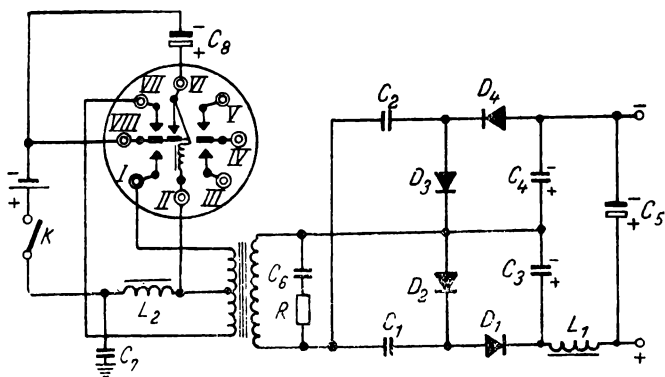 − C₈
+
VII VI
V
VIII
IV
I
II III
− +
K
L₂
C₇
C₂ D₄ −
D₃ C₄ − +
− C₅ +
C₆ D₂ C₃ − +
R
C₁ D₁ L₁
+